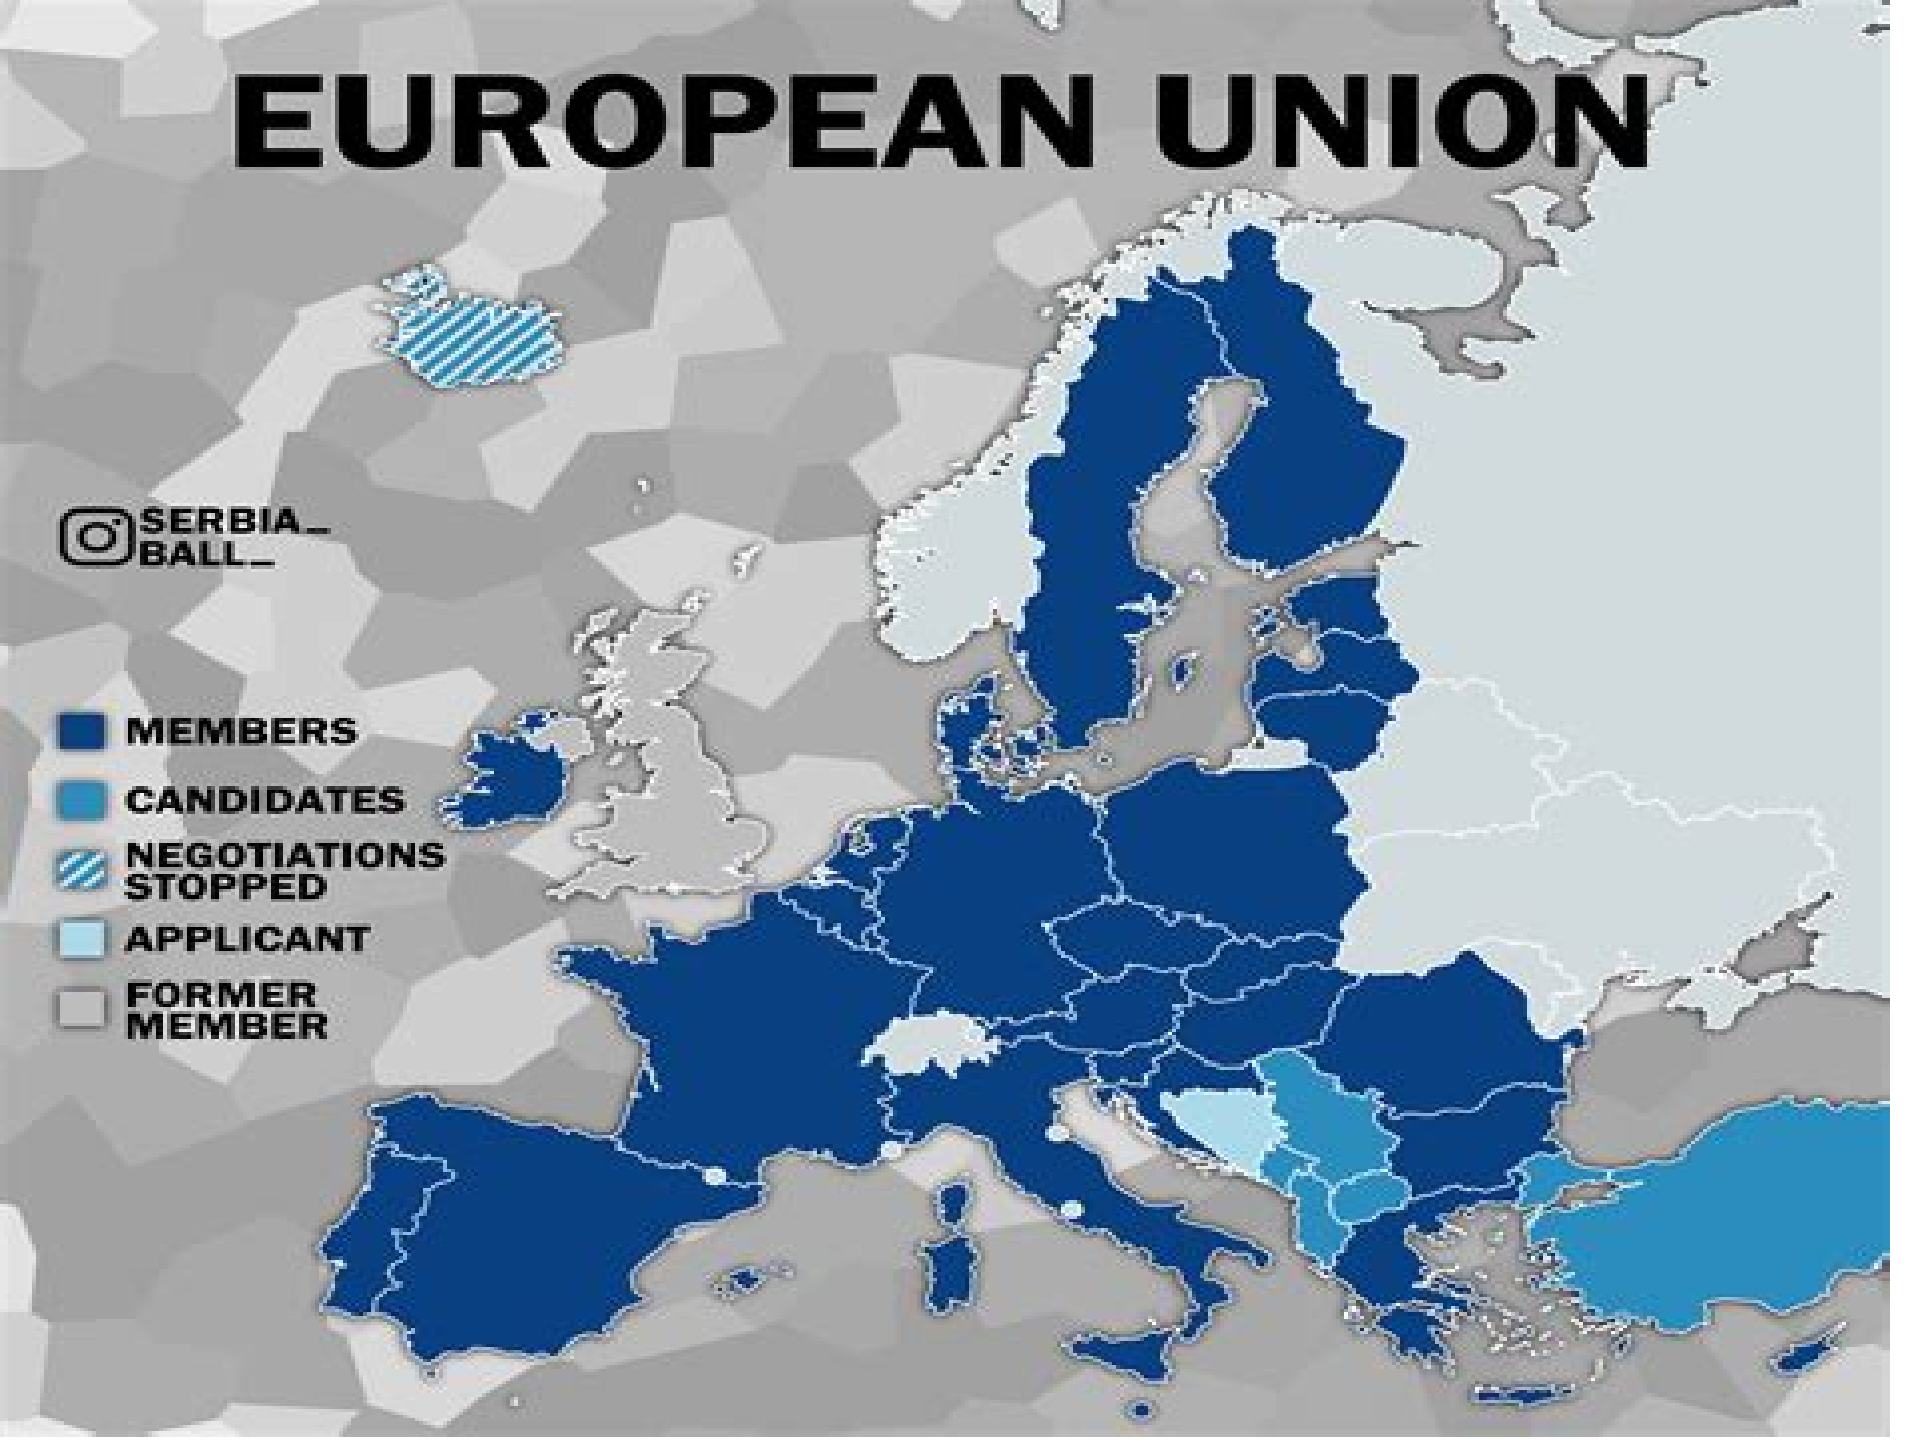 EUROPEAN UNION
SERBIA_
BALL_
MEMBERS
CANDIDATES
NEGOTIATIONS
STOPPED
APPLICANT
FORMER
MEMBER